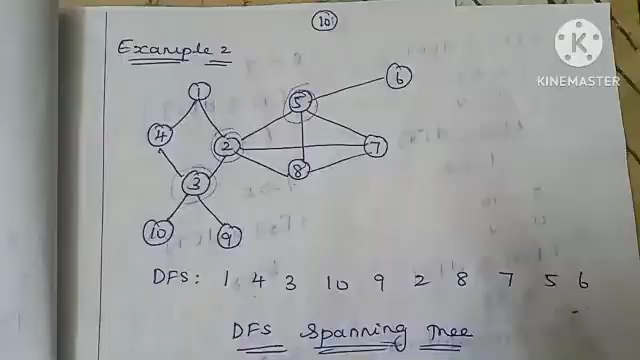 10
Example 2
K
KINEMASTER
1
6
5
4
2
7
8
3
10
9
DFS: 1 4 3 10 9 2 8 7 5 6
DFS Spanning Tree